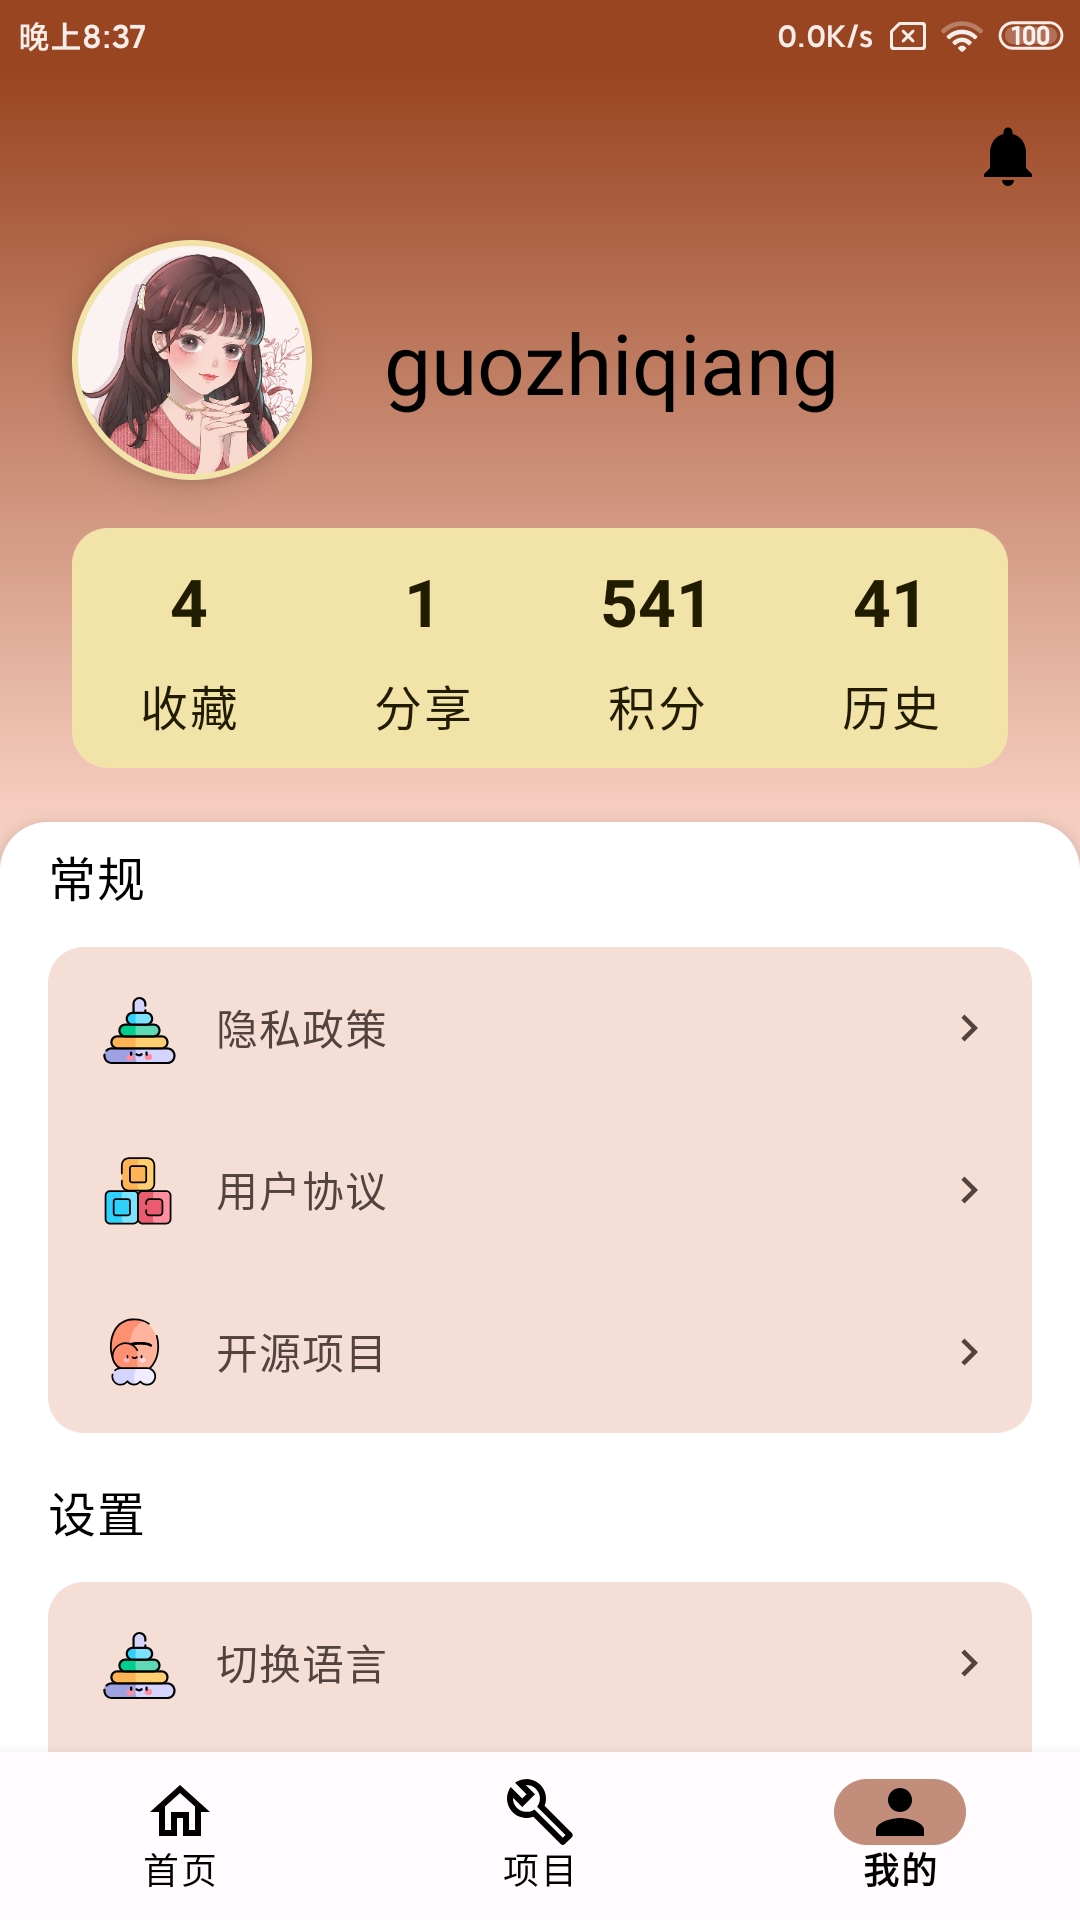 晚上8:37 0.0K/s 100
guozhiqiang
4 1 541 41
收藏 分享 积分 历史
常规
隐私政策
用户协议
开源项目
设置
切换语言
首页 项目 我的